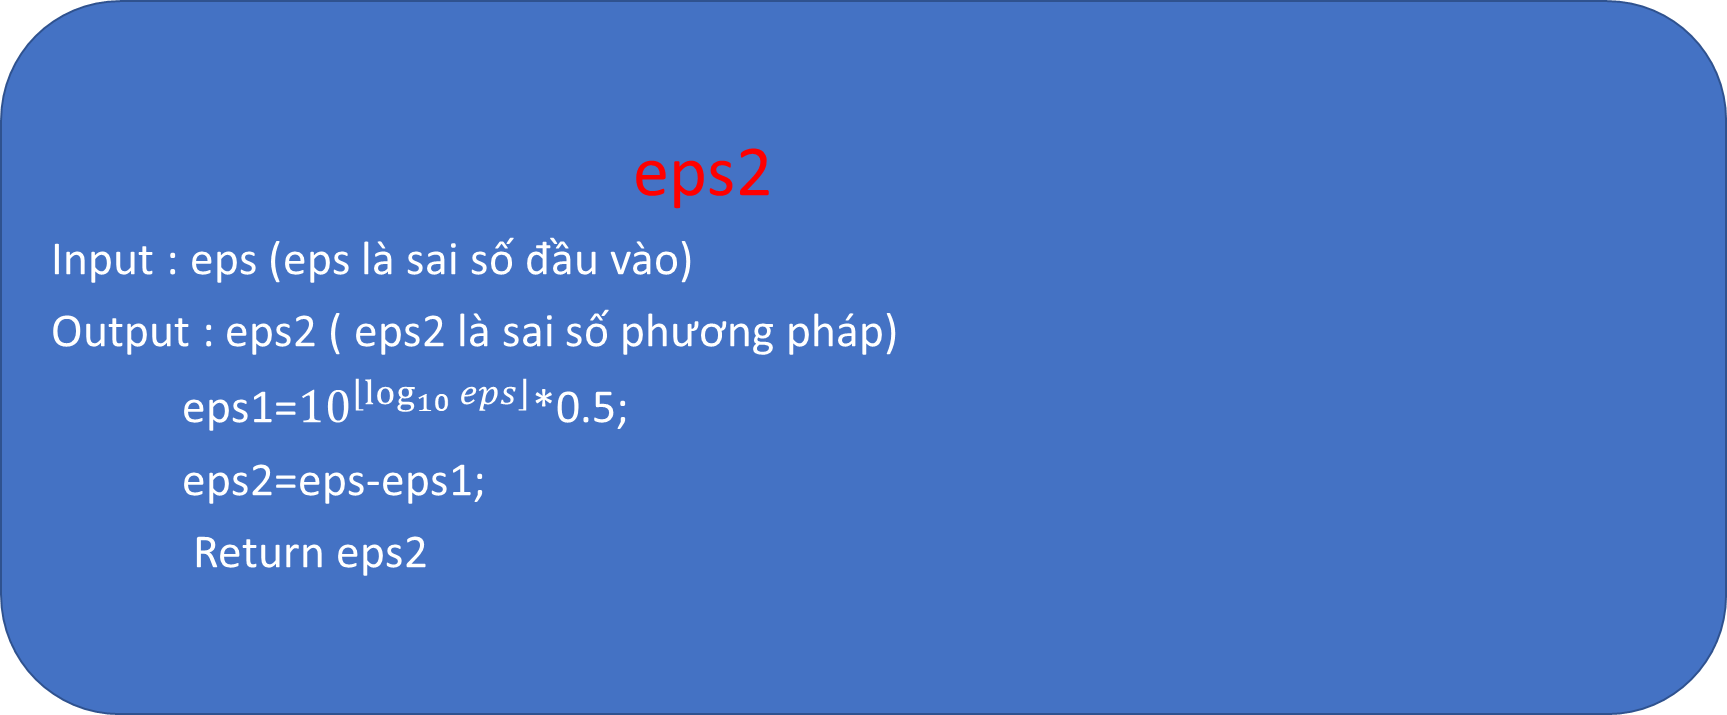 eps2
Input : eps (eps là sai số đầu vào)
Output : eps2 ( eps2 là sai số phương pháp)
eps1=10^⌊log₁₀ eps⌋*0.5;
eps2=eps-eps1;
Return eps2